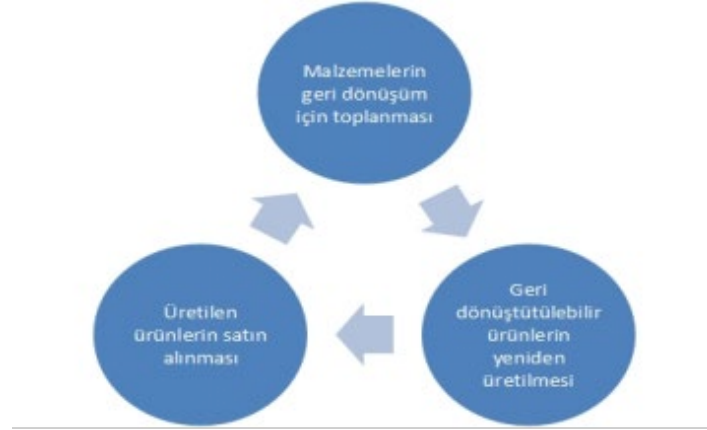 Malzemelerin
geri dönüşüm
için toplanması
Geri
dönüştütülebilir
ürünlerin
yeniden
üretilmesi
Üretilen
ürünlerin satın
alınması